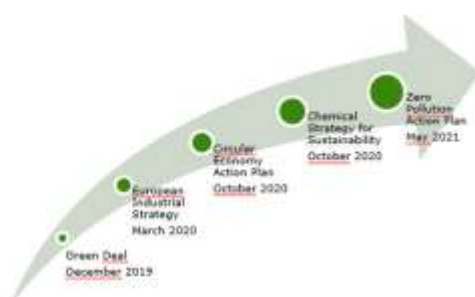 Green Deal
December 2019
European
Industrial
Strategy
March 2020
Circular
Economy
Action Plan
October 2020
Chemical
Strategy for
Sustainability
October 2020
Zero
Pollution
Action Plan
May 2021